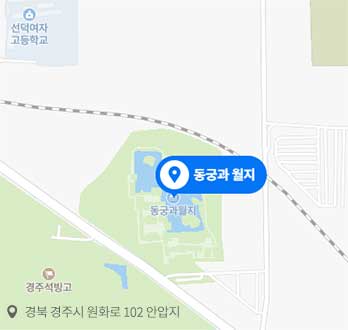 선덕여자
고등학교
동궁과 월지
동궁과월지
경주석빙고
경북 경주시 원화로 102 안압지